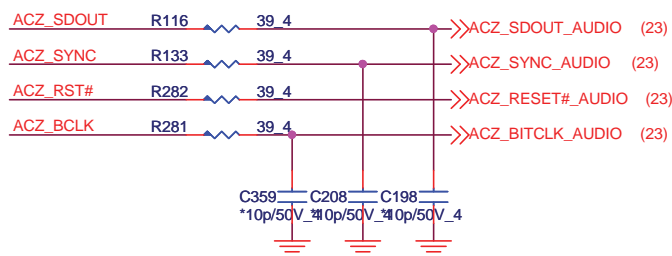 ACZ_SDOUT R116 39_4 ACZ_SDOUT_AUDIO (23)
ACZ_SYNC R133 39_4 ACZ_SYNC_AUDIO (23)
ACZ_RST# R282 39_4 ACZ_RESET#_AUDIO (23)
ACZ_BCLK R281 39_4 ACZ_BITCLK_AUDIO (23)
C359 C208 C198
*10p/50V_4 *10p/50V_4 *10p/50V_4